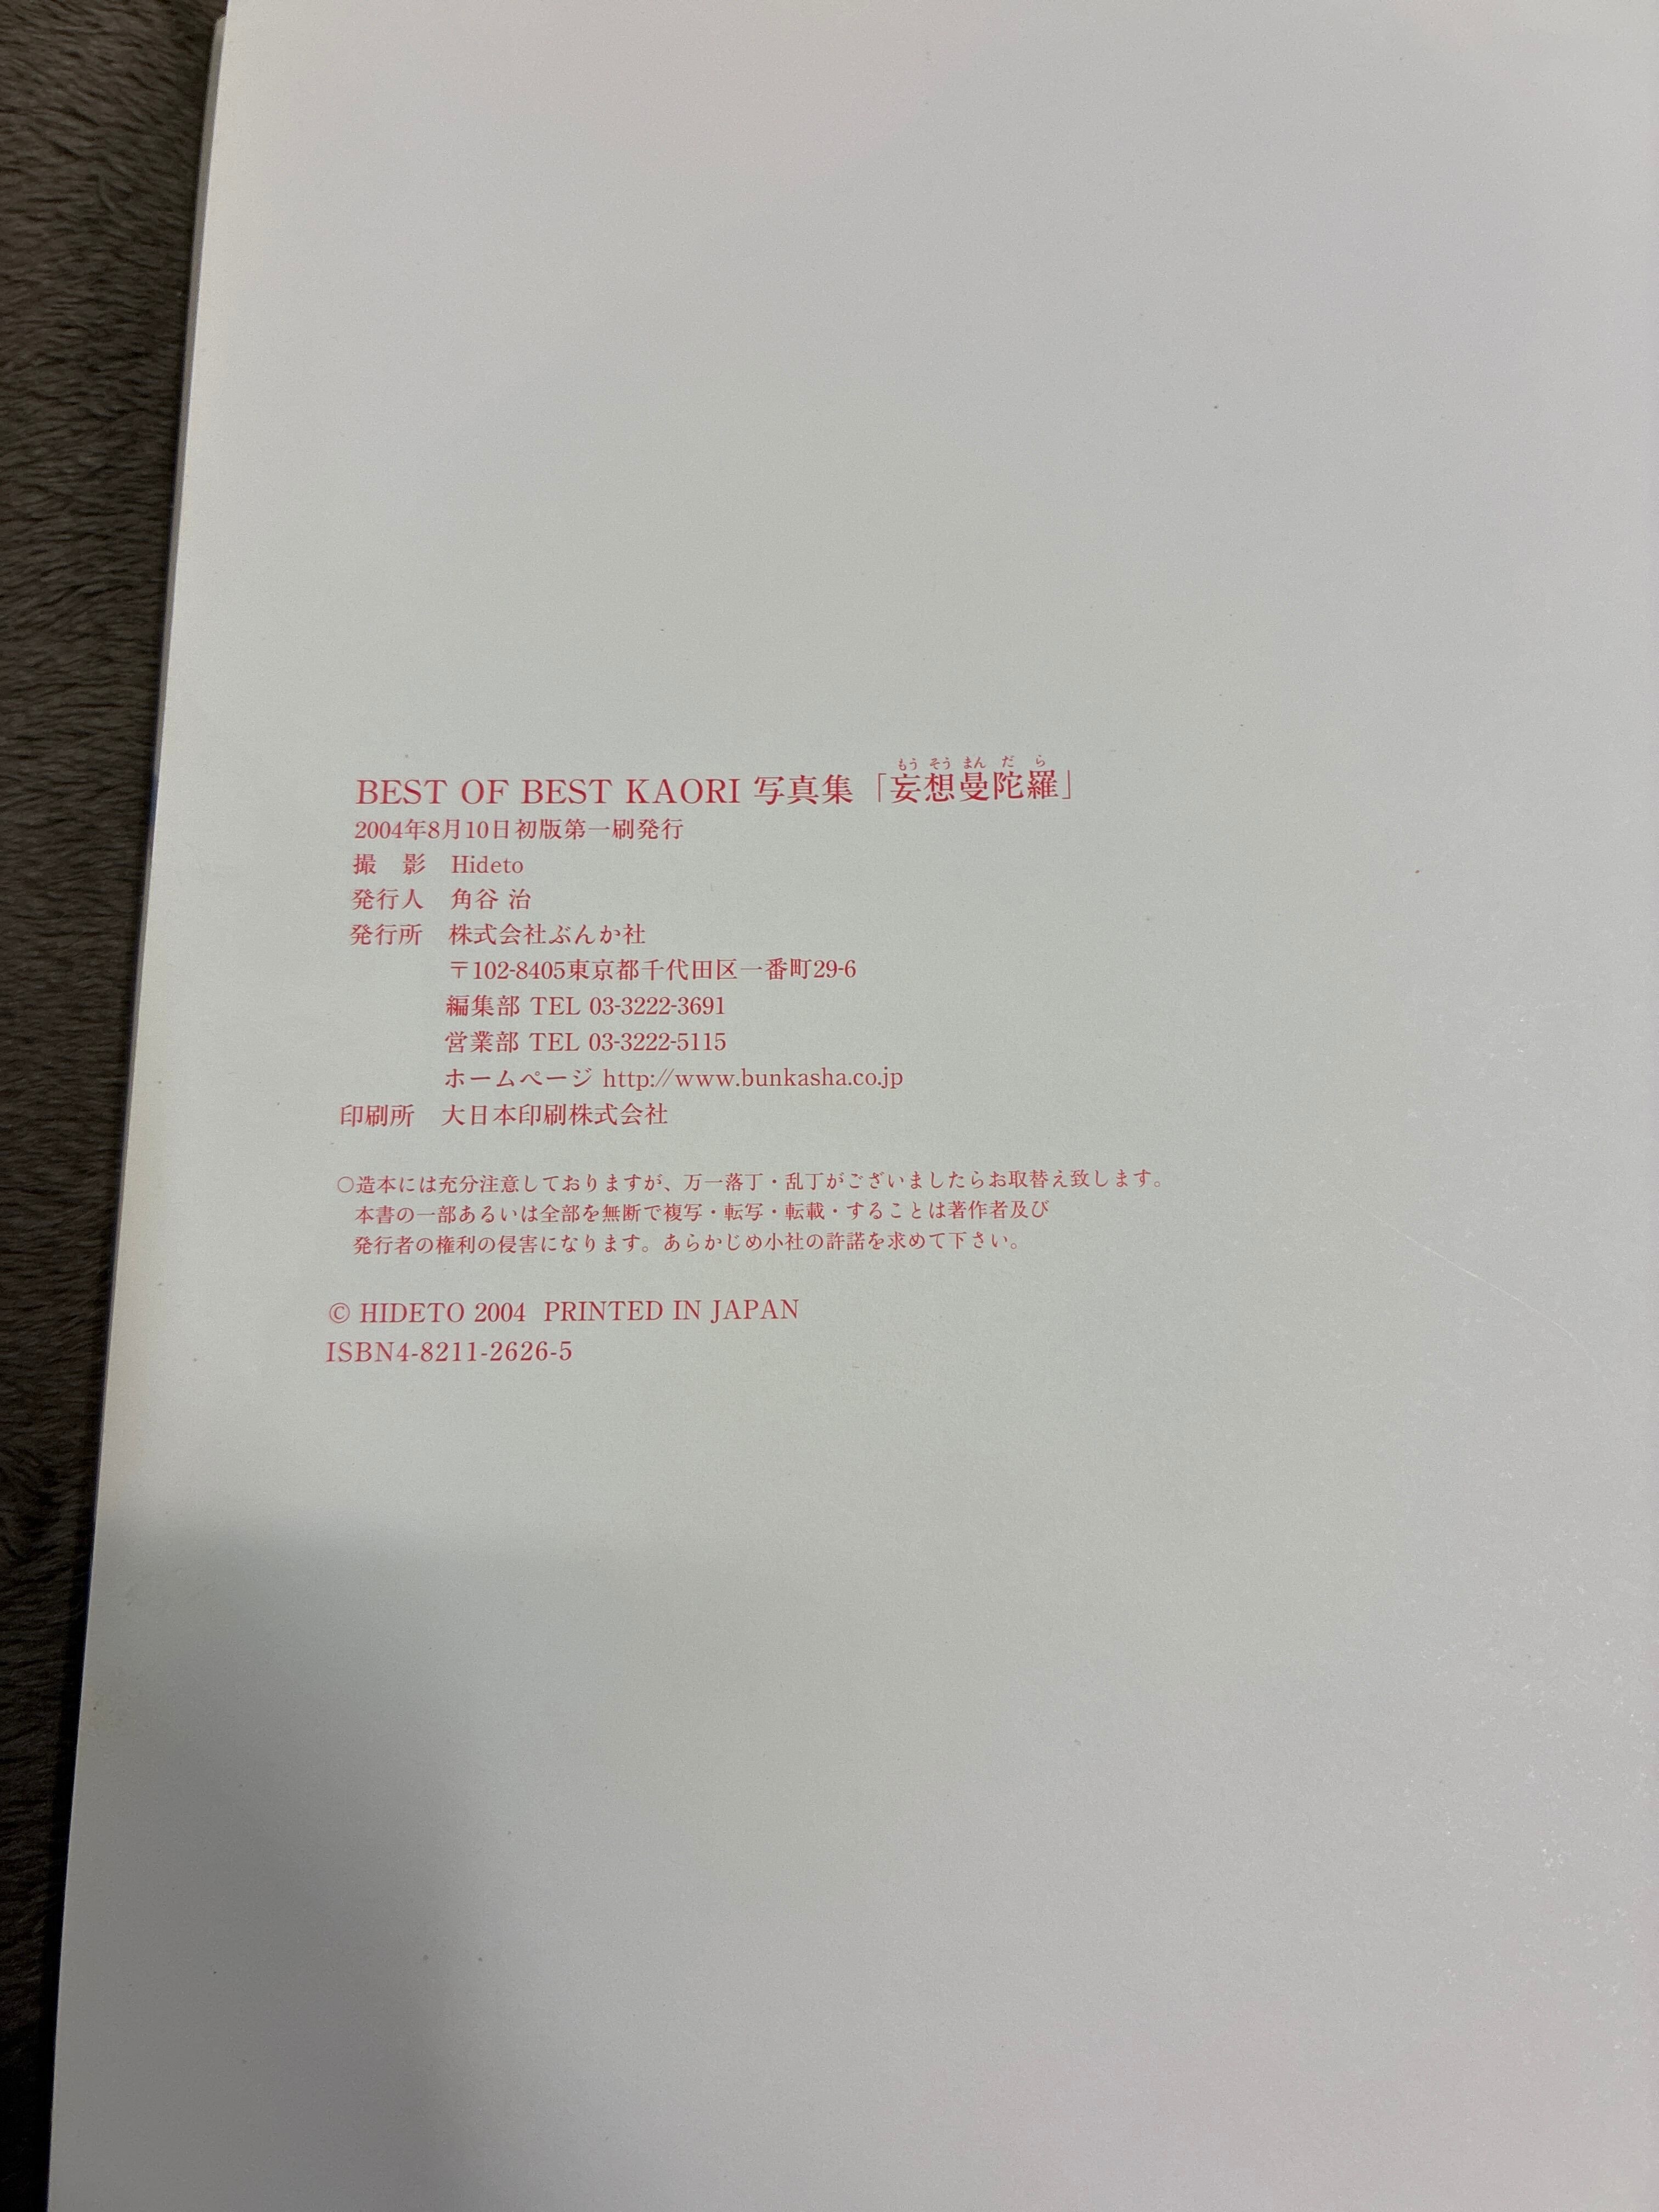 BEST OF BEST KAORI 写真集「妄想曼陀羅」
もうそうまんだら
2004年8月10日初版第一刷発行
撮　影　Hideto
発行人　角谷 治
発行所　株式会社ぶんか社
〒102-8405東京都千代田区一番町29-6
編集部 TEL 03-3222-3691
営業部 TEL 03-3222-5115
ホームページ http://www.bunkasha.co.jp
印刷所　大日本印刷株式会社
○造本には充分注意しておりますが、万一落丁・乱丁がございましたらお取替え致します。
本書の一部あるいは全部を無断で複写・転写・転載・することは著作者及び
発行者の権利の侵害になります。あらかじめ小社の許諾を求めて下さい。
© HIDETO 2004 PRINTED IN JAPAN
ISBN4-8211-2626-5